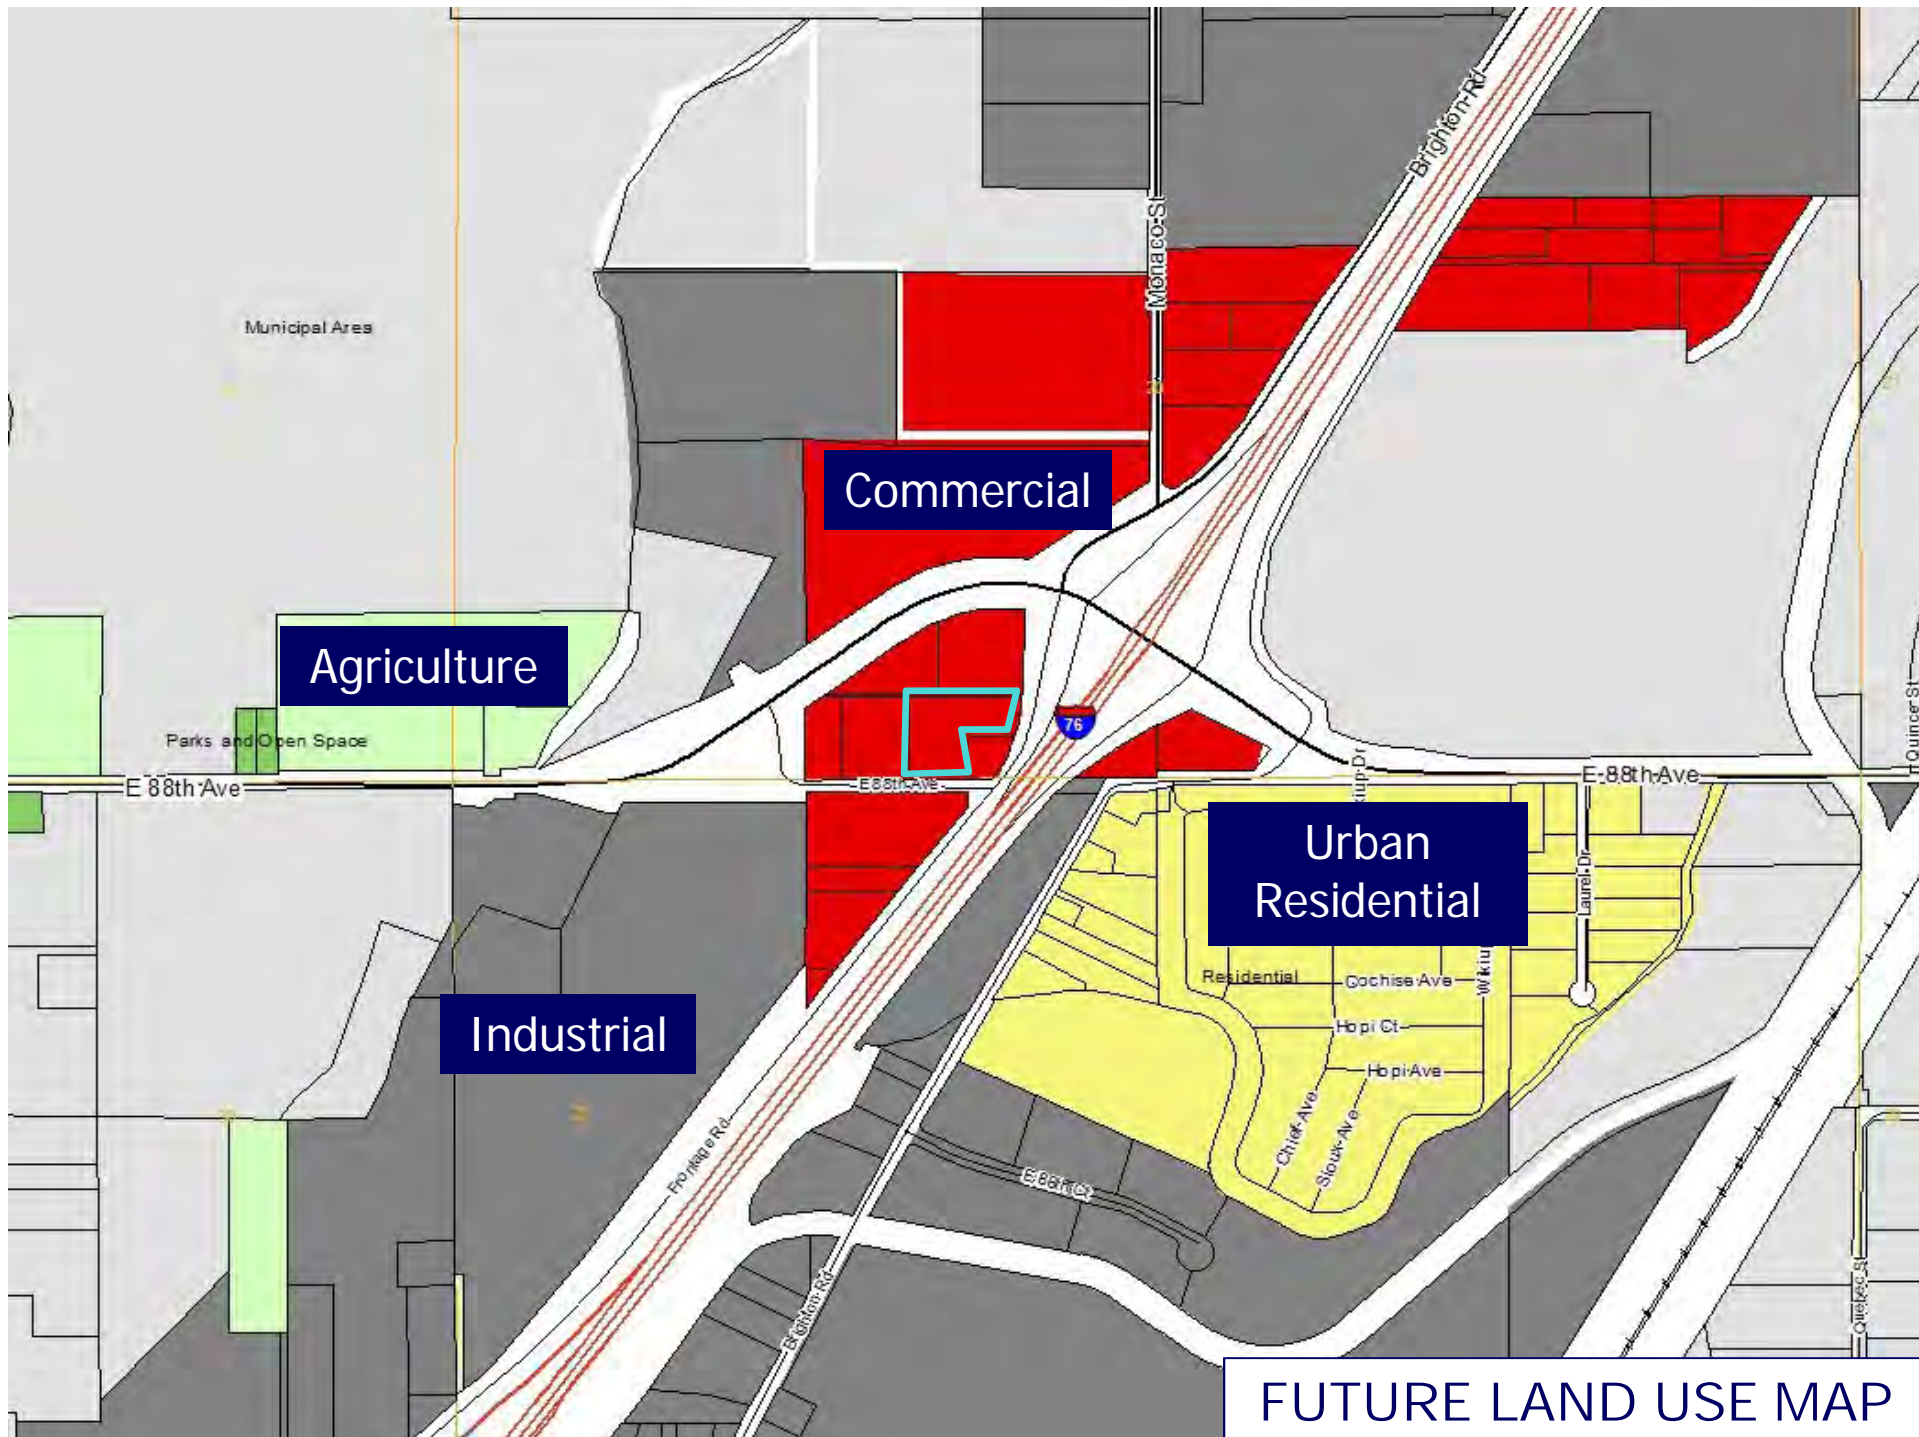 Brighton Rd
Monaco St
Municipal Area
Commercial
Agriculture
Parks and Open Space
76
Quince St
E 88th Ave
E 88th Ave
E 88th Ave
Urban
Residential
Laurel Dr
Residential
Cochise Ave
Hopi Ct
Hopi Ave
Industrial
Chief Ave
Sioux Ave
Frontage Rd
E 86th Ct
Brighton Rd
Quebec St
FUTURE LAND USE MAP